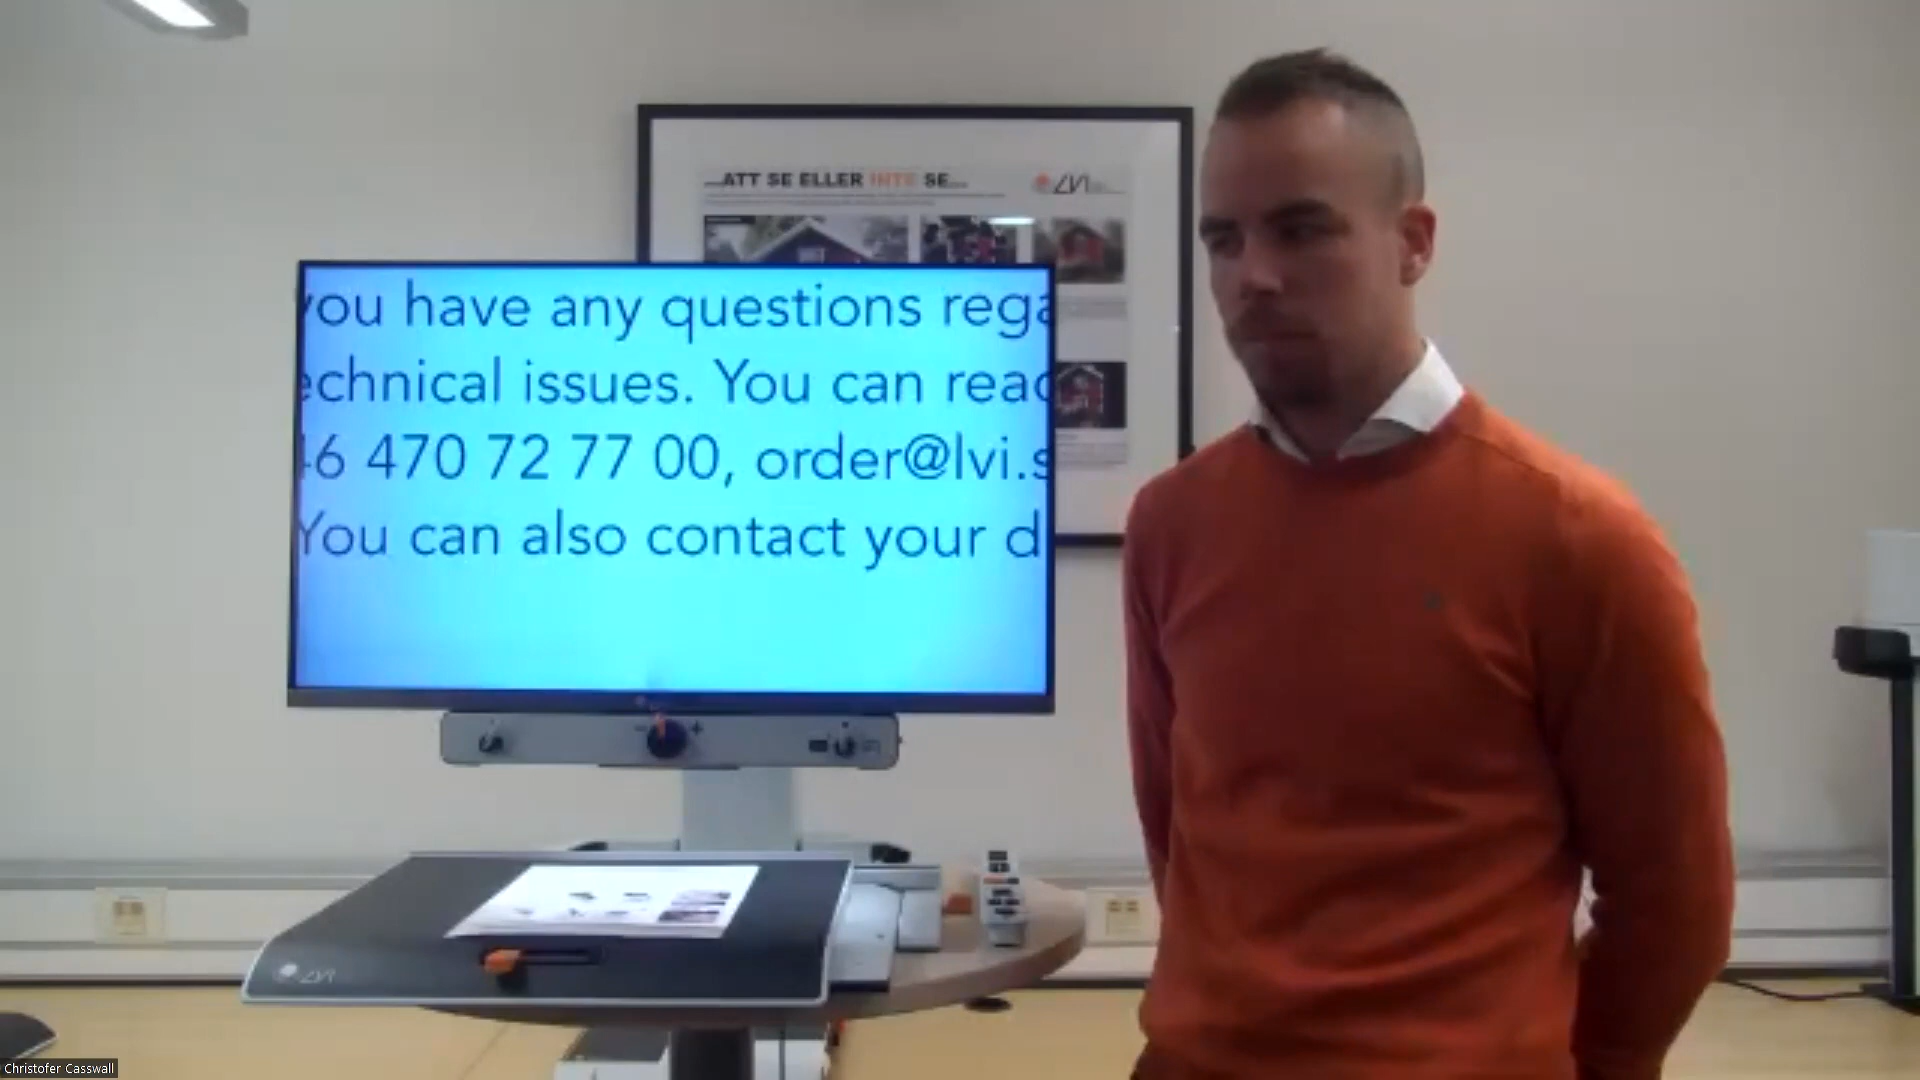 ...ATT SE ELLER INTE SE...
LVI
you have any questions rega
echnical issues. You can reac
46 470 72 77 00, order@lvi.s
You can also contact your d
- +
LVI
Christofer Casswall